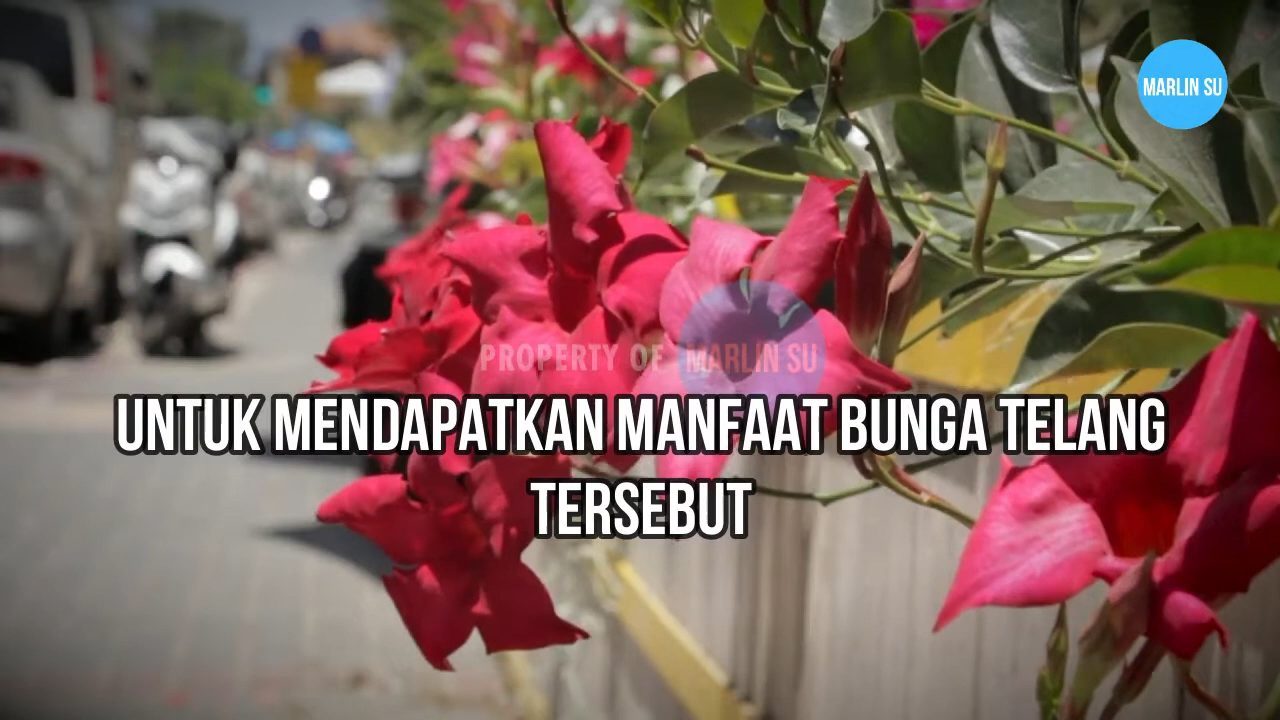 MARLIN SU
PROPERTY OF MARLIN SU
UNTUK MENDAPATKAN MANFAAT BUNGA TELANG
TERSEBUT